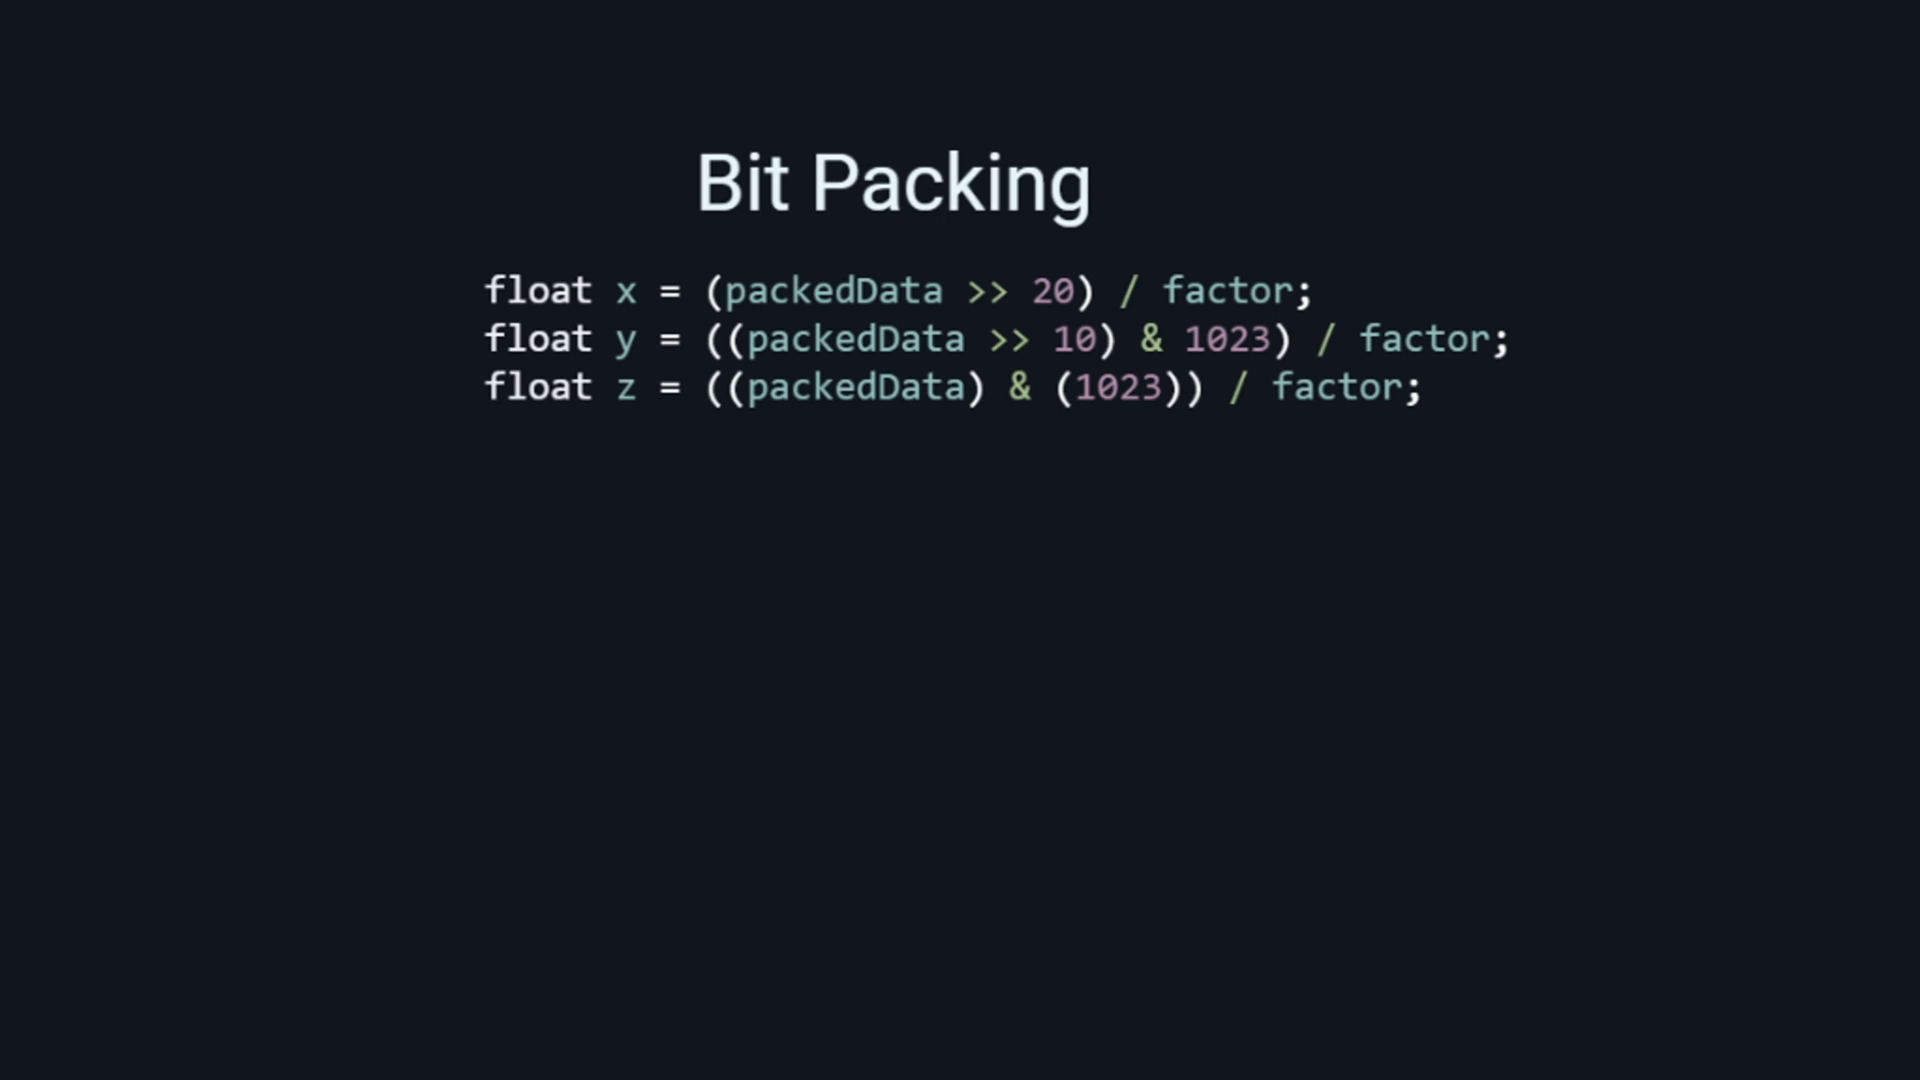 Bit Packing
float x = (packedData >> 20) / factor;
float y = ((packedData >> 10) & 1023) / factor;
float z = ((packedData) & (1023)) / factor;